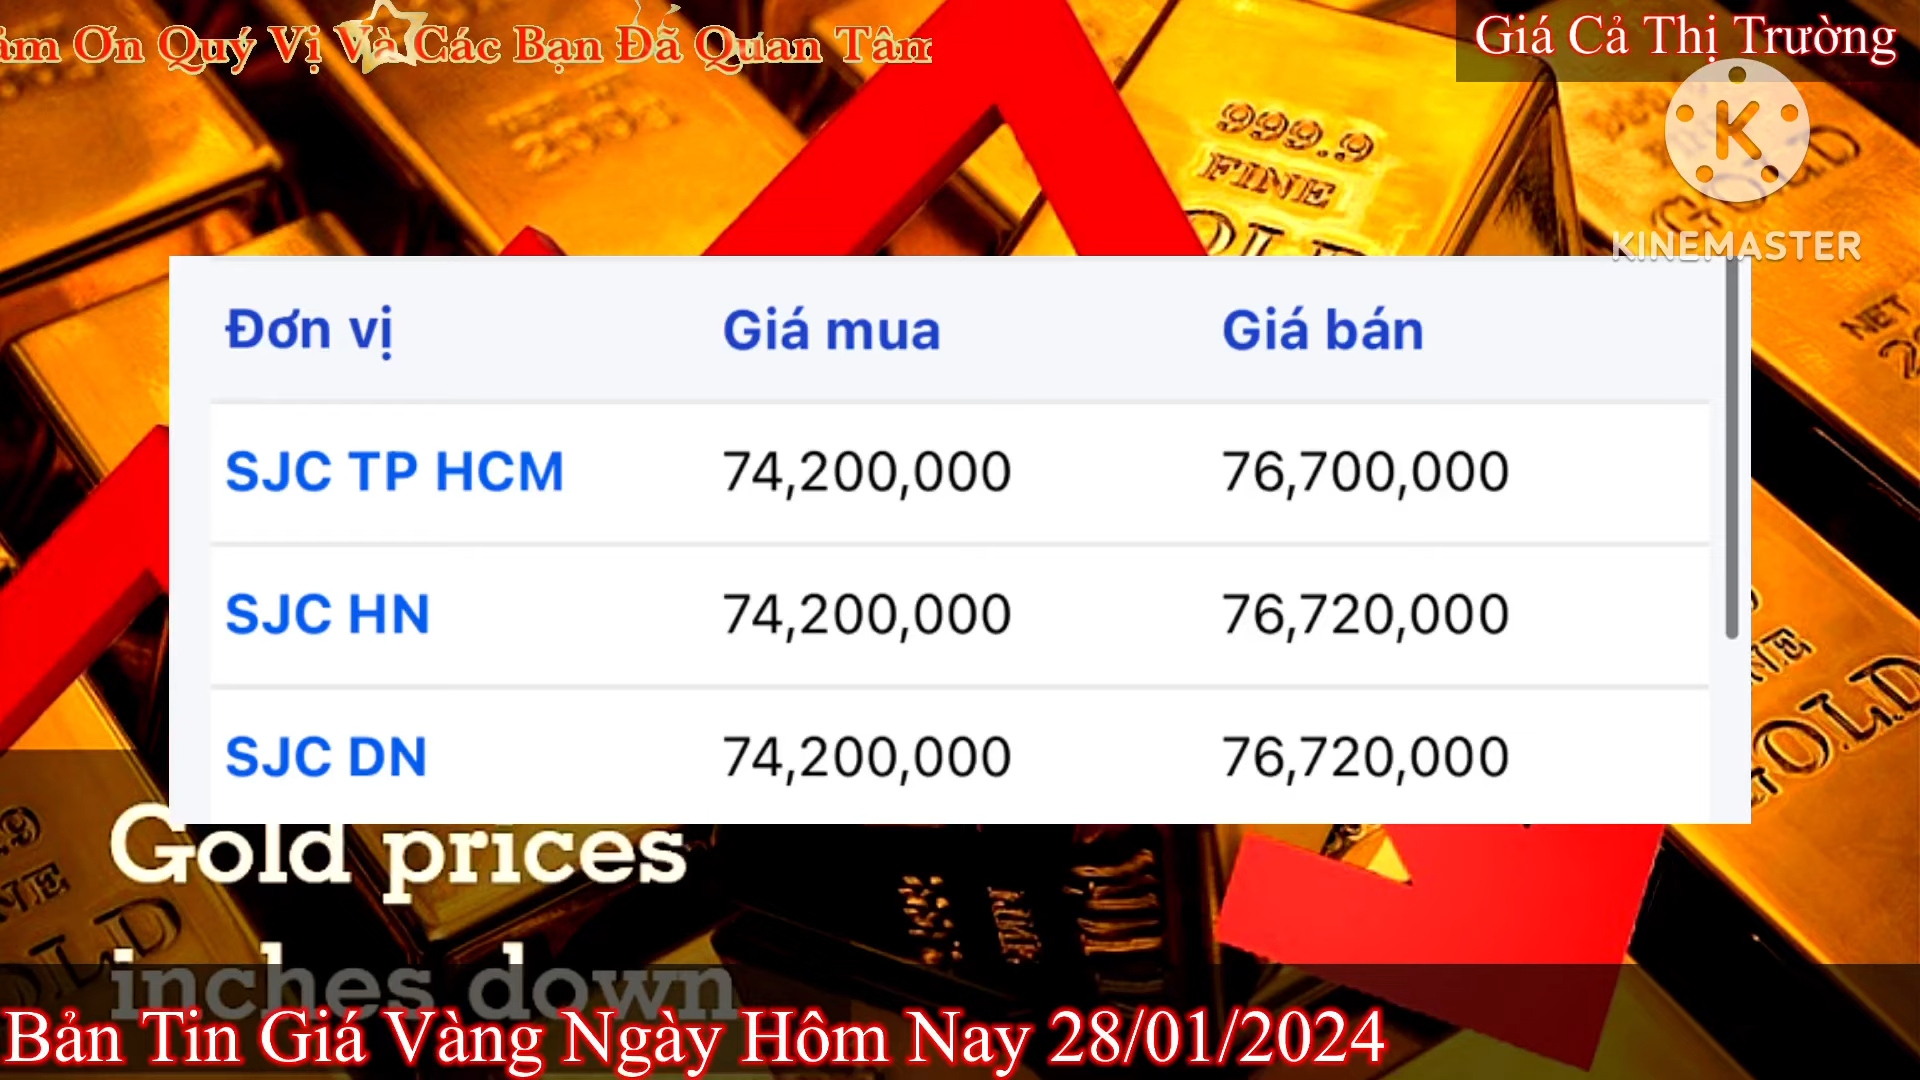 Ơn Quý Vị Và Các Bạn Đã Quan Tâm
Giá Cả Thị Trường
999.9
FINE
GOLD
K
KINEMASTER
NET
Đơn vị Giá mua Giá bán
SJC TP HCM 74,200,000 76,700,000
SJC HN 74,200,000 76,720,000
SJC DN 74,200,000 76,720,000
GOLD
Gold prices
inches down
Bản Tin Giá Vàng Ngày Hôm Nay 28/01/2024